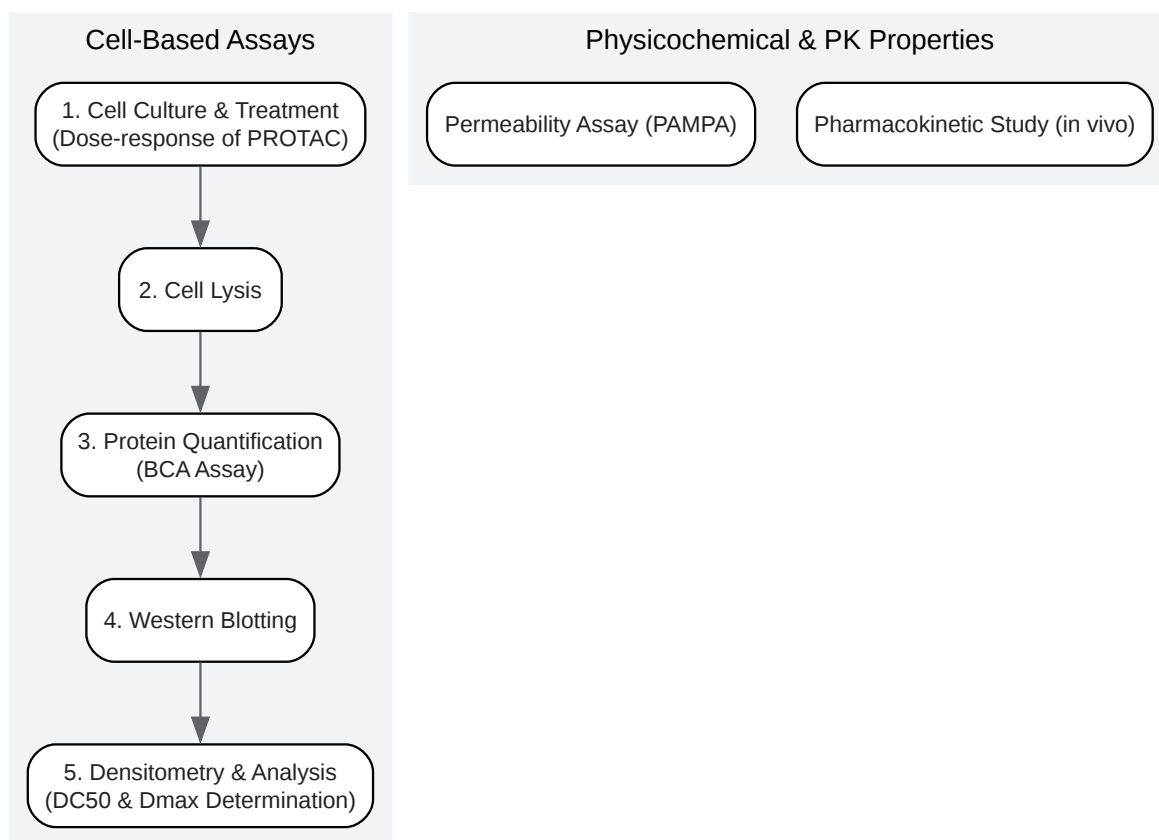 Cell-Based Assays
1. Cell Culture & Treatment
(Dose-response of PROTAC)
2. Cell Lysis
3. Protein Quantification
(BCA Assay)
4. Western Blotting
5. Densitometry & Analysis
(DC50 & Dmax Determination)
Physicochemical & PK Properties
Permeability Assay (PAMPA)
Pharmacokinetic Study (in vivo)